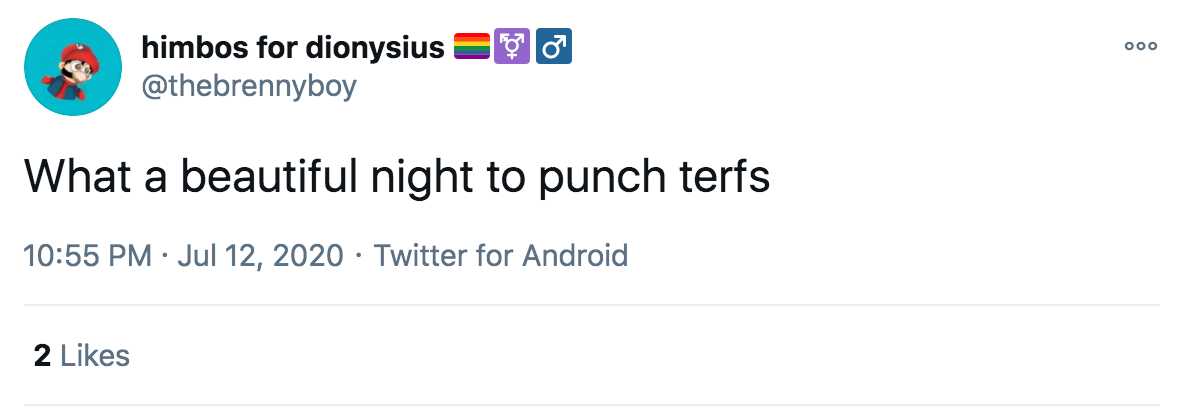 himbos for dionysius 🏳️‍🌈⚧♂
@thebrennyboy
What a beautiful night to punch terfs
10:55 PM · Jul 12, 2020 · Twitter for Android
2 Likes